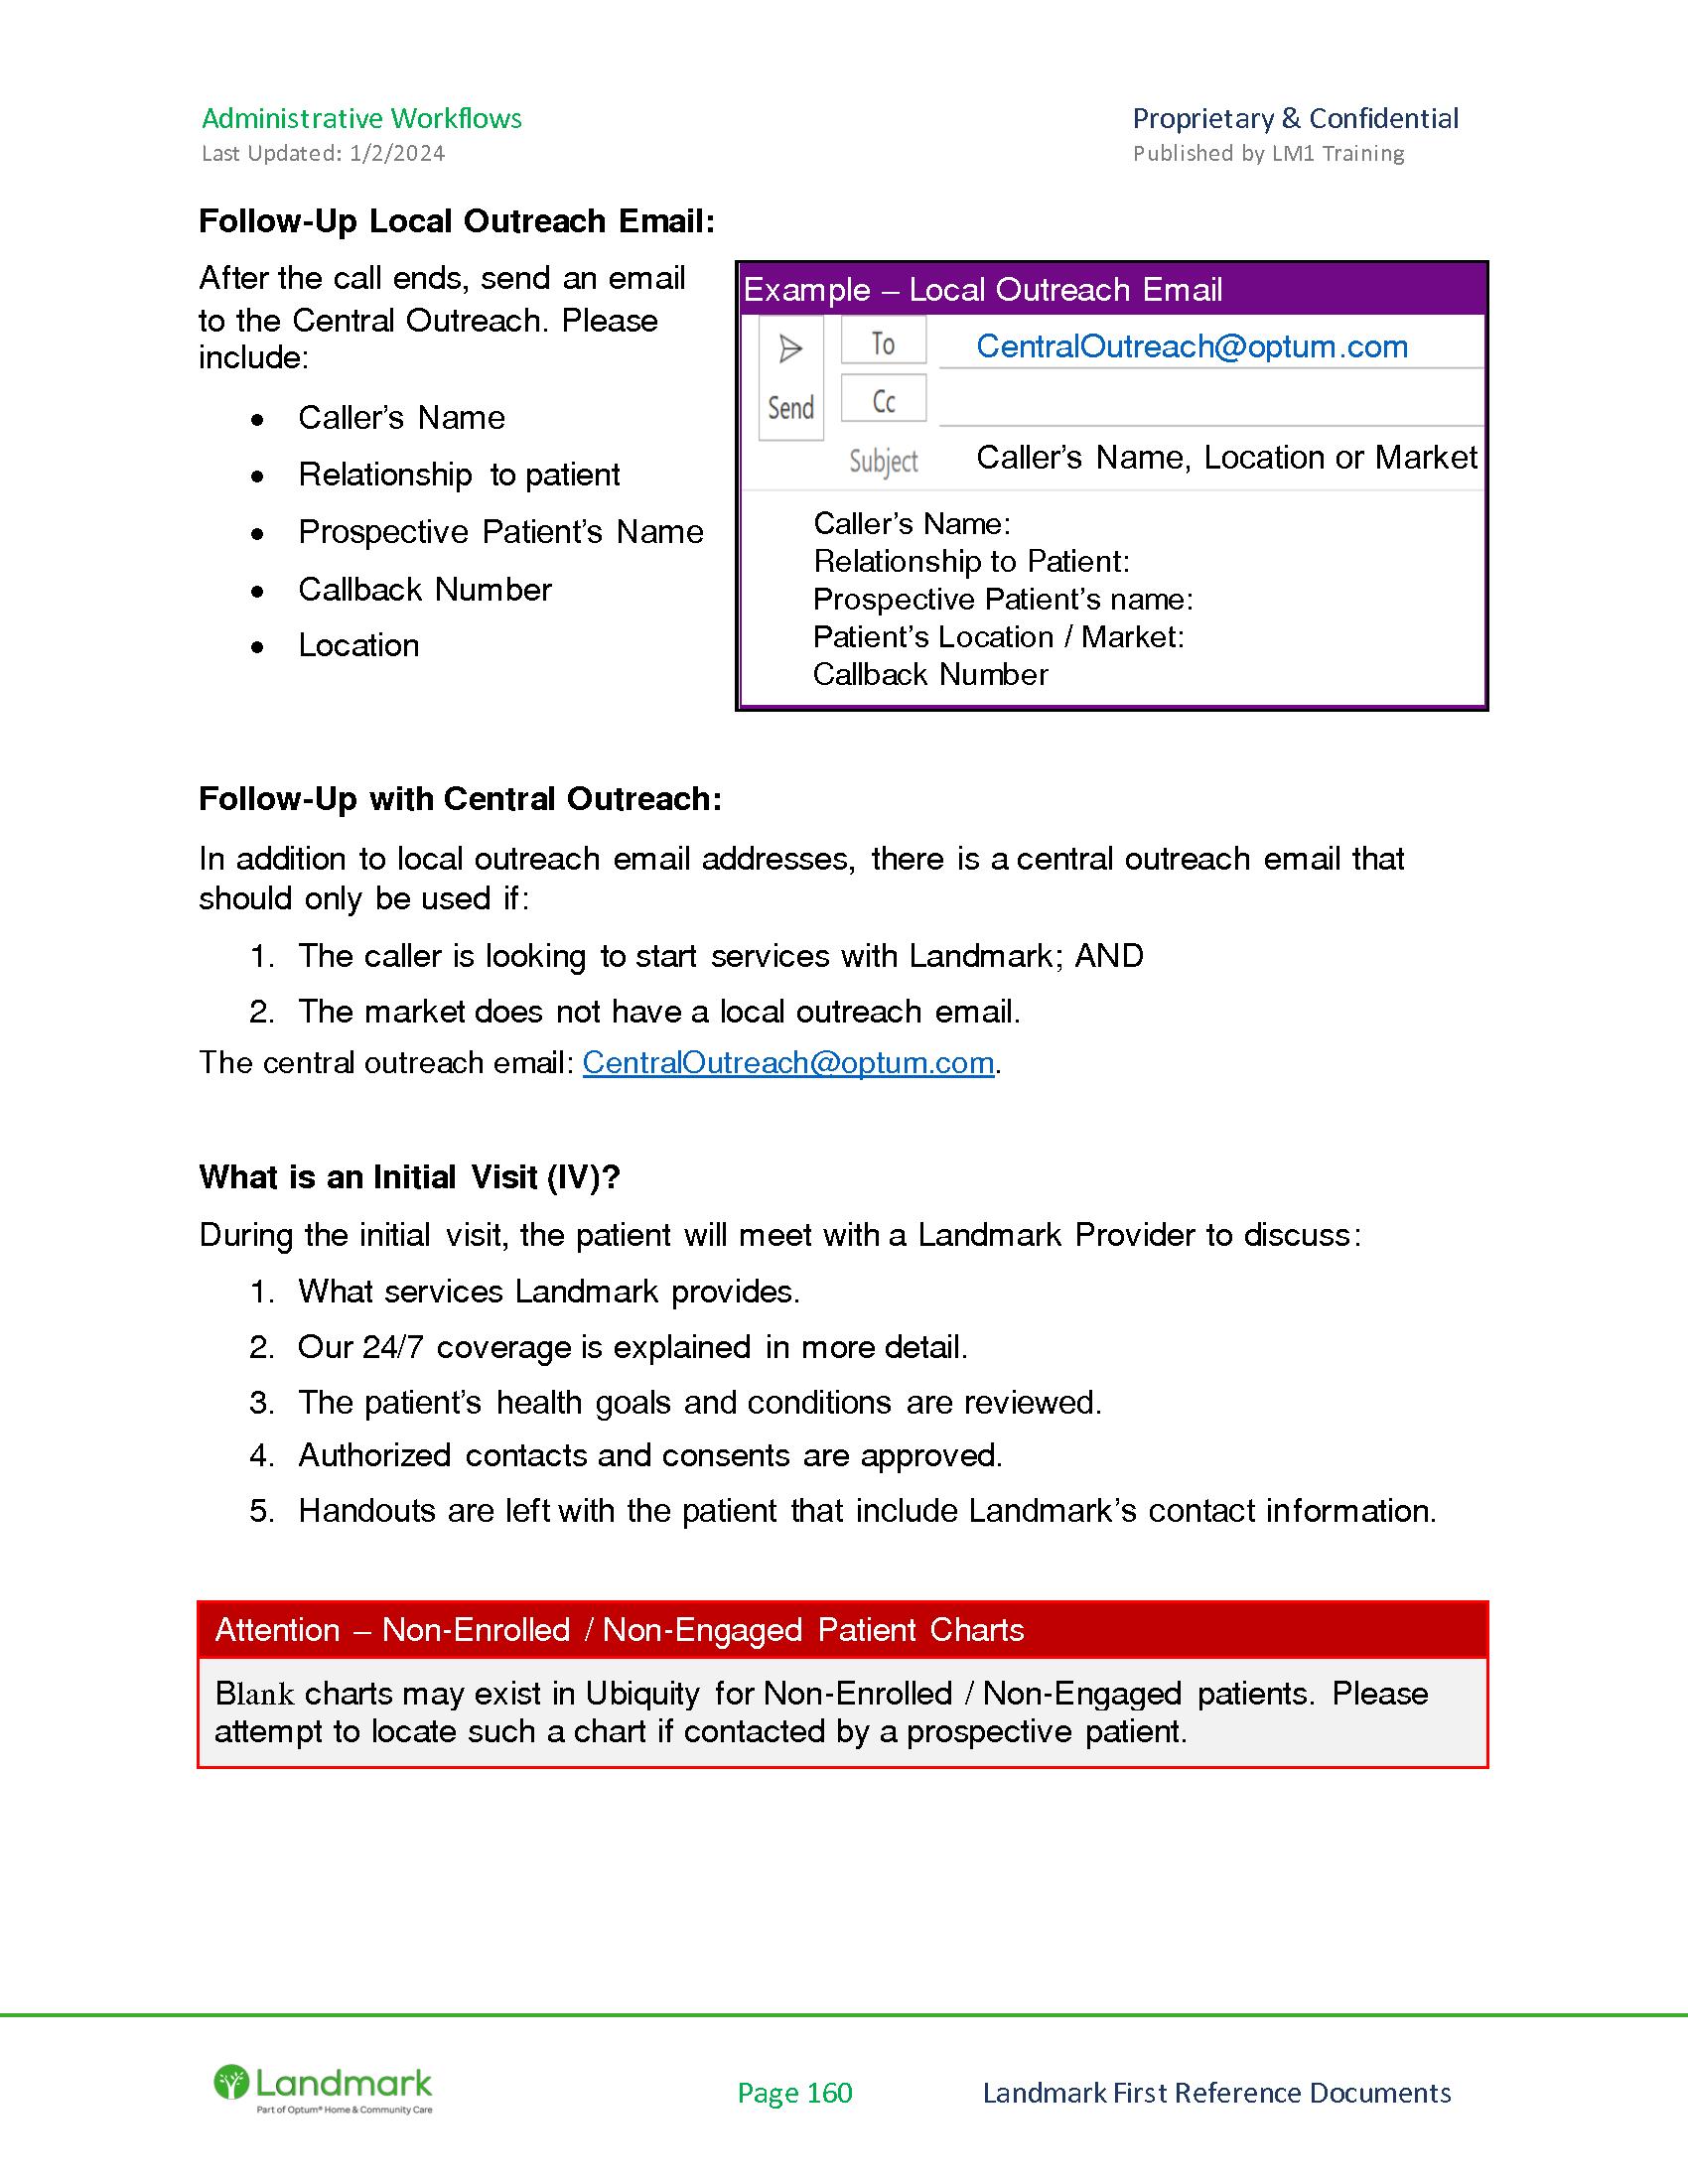 Administrative Workflows
Proprietary & Confidential
Last Updated: 1/2/2024
Published by LM1 Training
Follow-Up Local Outreach Email:
After the call ends, send an email
to the Central Outreach. Please
include:
• Caller’s Name
• Relationship to patient
• Prospective Patient’s Name
• Callback Number
• Location
Example – Local Outreach Email
To
CentralOutreach@optum.com
Send
Cc
Subject
Caller’s Name, Location or Market
Caller’s Name:
Relationship to Patient:
Prospective Patient’s name:
Patient’s Location / Market:
Callback Number
Follow-Up with Central Outreach:
In addition to local outreach email addresses, there is a central outreach email that
should only be used if:
1. The caller is looking to start services with Landmark; AND
2. The market does not have a local outreach email.
The central outreach email: CentralOutreach@optum.com.
What is an Initial Visit (IV)?
During the initial visit, the patient will meet with a Landmark Provider to discuss:
1. What services Landmark provides.
2. Our 24/7 coverage is explained in more detail.
3. The patient’s health goals and conditions are reviewed.
4. Authorized contacts and consents are approved.
5. Handouts are left with the patient that include Landmark’s contact information.
Attention – Non-Enrolled / Non-Engaged Patient Charts
Blank charts may exist in Ubiquity for Non-Enrolled / Non-Engaged patients. Please
attempt to locate such a chart if contacted by a prospective patient.
Landmark
Part of Optum® Home & Community Care
Page 160
Landmark First Reference Documents